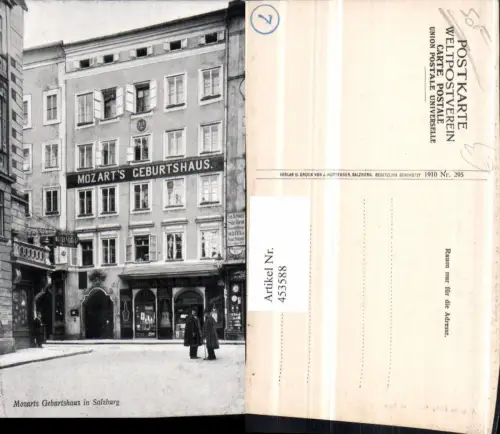 MOZART'S GEBURTSHAUS.
Mozarts Geburtshaus in Salzburg
7
POSTKARTE
WELTPOSTVEREIN
CARTE POSTALE
UNION POSTALE UNIVERSELLE
1910 Nr. 205
Raum nur für die Adresse.
Artikel Nr.
453588